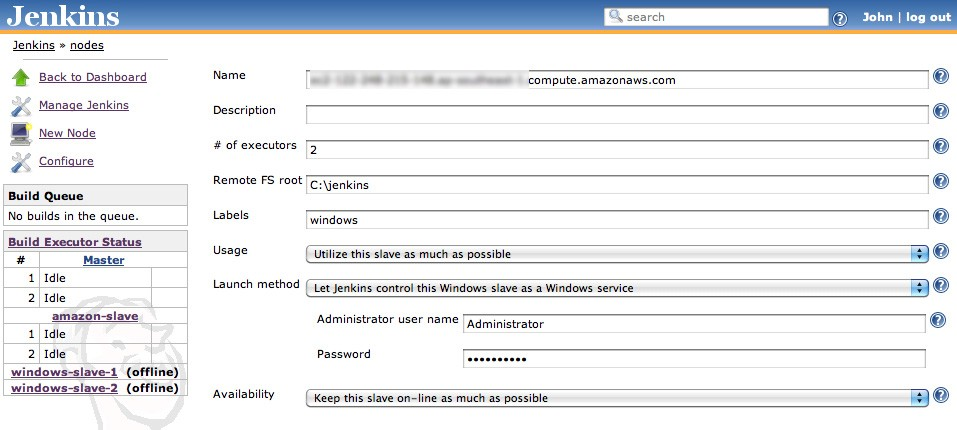 Jenkins
search
John | log out
Jenkins » nodes
Back to Dashboard
Manage Jenkins
New Node
Configure
Build Queue
No builds in the queue.
Build Executor Status
# Master
1 Idle
2 Idle
amazon-slave
1 Idle
2 Idle
windows-slave-1 (offline)
windows-slave-2 (offline)
Name .compute.amazonaws.com
Description
# of executors 2
Remote FS root C:\jenkins
Labels windows
Usage Utilize this slave as much as possible
Launch method Let Jenkins control this Windows slave as a Windows service
Administrator user name Administrator
Password ••••••••••
Availability Keep this slave on-line as much as possible